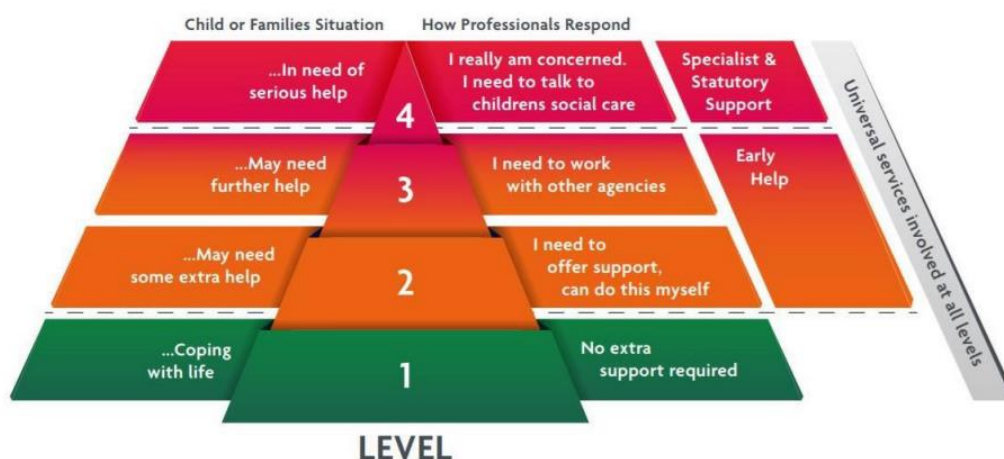 Child or Families Situation
How Professionals Respond
...In need of
serious help
4
I really am concerned.
I need to talk to
childrens social care
Specialist &
Statutory
Support
...May need
further help
3
I need to work
with other agencies
Early
Help
...May need
some extra help
2
I need to
offer support,
can do this myself
...Coping
with life
1
No extra
support required
Universal services involved at all levels
LEVEL